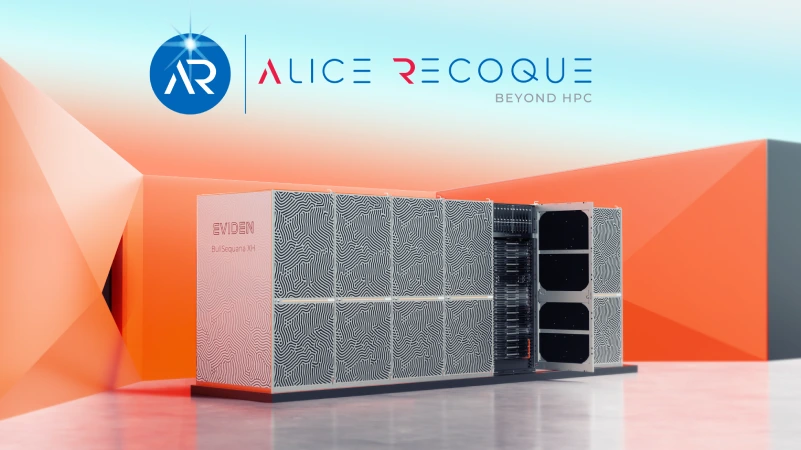 AR
ALICE RECOQUE
BEYOND HPC
EVIDEN
BullSequana XH